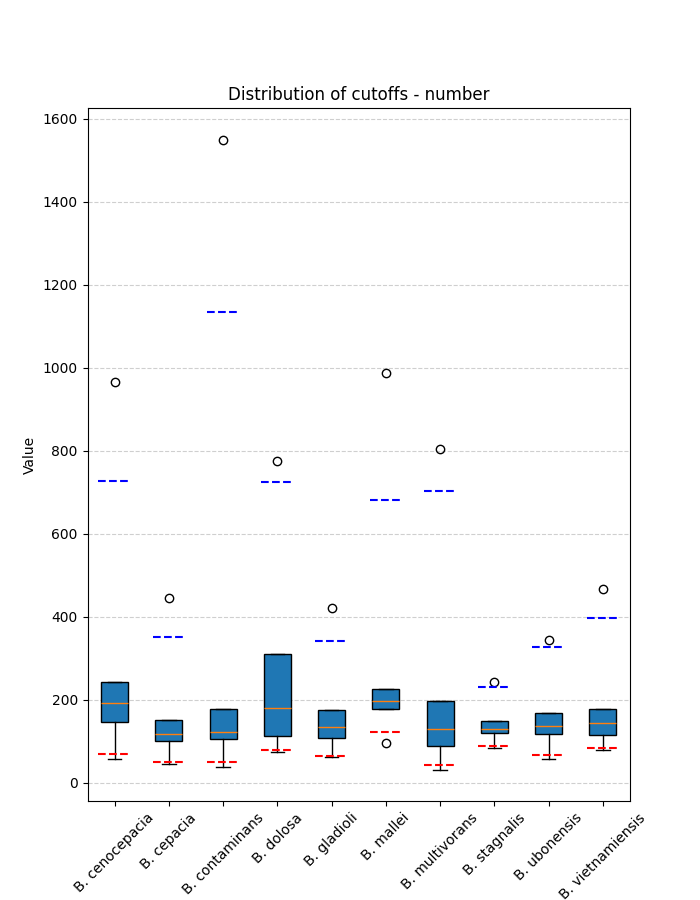 Distribution of cutoffs - number
Value
1600
1400
1200
1000
800
600
400
200
0
B. cenocepacia
B. cepacia
B. contaminans
B. dolosa
B. gladioli
B. mallei
B. multivorans
B. stagnalis
B. ubonensis
B. vietnamiensis